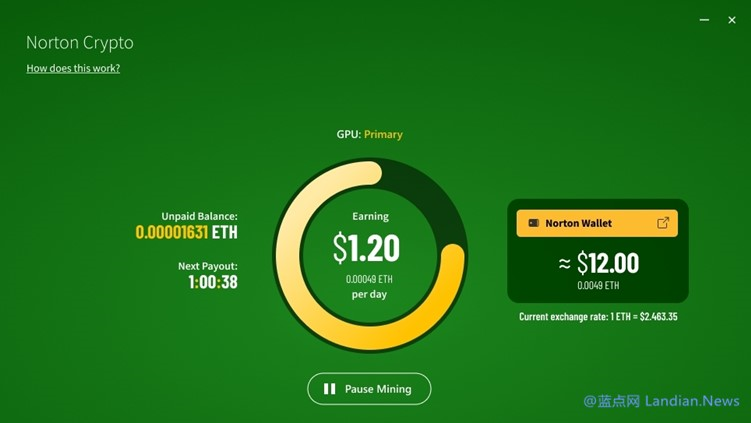 Norton Crypto
How does this work?
GPU: Primary
Unpaid Balance:
0.00001631 ETH
Next Payout:
1:00:38
Earning
$1.20
0.00049 ETH
per day
Norton Wallet
≈ $12.00
0.0049 ETH
Current exchange rate: 1 ETH = $2,463.35
Pause Mining
@蓝点网 Landian.News